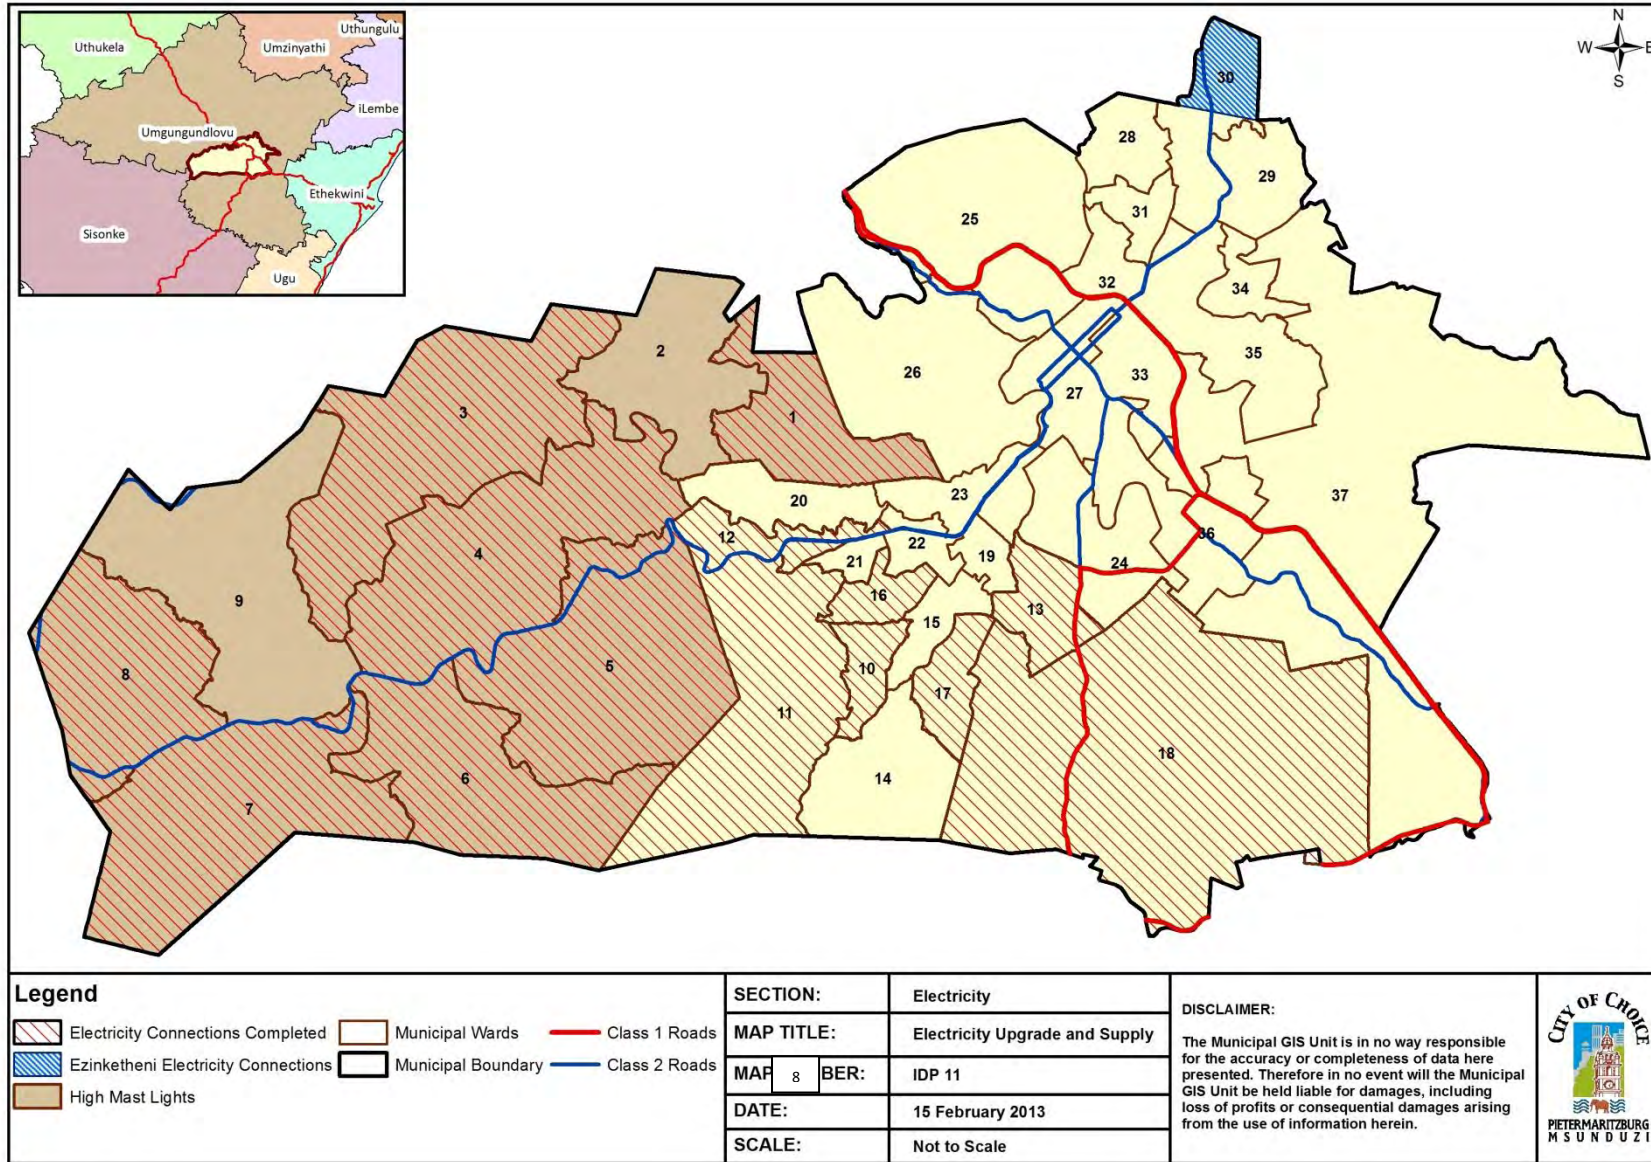 N
W
E
S
Uthukela
Umzinyathi
Uthungulu
iLembe
Umgungundlovu
Ethekwini
Sisonke
Ugu
30
28
29
25
31
32
34
2
35
26
33
3
27
1
20
23
37
12
22
36
4
21
19
24
9
16
13
15
8
5
10
17
11
18
6
14
7
Legend
Electricity Connections Completed
Municipal Wards
Class 1 Roads
Ezinketheni Electricity Connections
Municipal Boundary
Class 2 Roads
High Mast Lights
SECTION: Electricity
MAP TITLE: Electricity Upgrade and Supply
MAP 8 BER: IDP 11
DATE: 15 February 2013
SCALE: Not to Scale
DISCLAIMER:
The Municipal GIS Unit is in no way responsible
for the accuracy or completeness of data here
presented. Therefore in no event will the Municipal
GIS Unit be held liable for damages, including
loss of profits or consequential damages arising
from the use of information herein.
CITY OF CHOICE
PIETERMARITZBURG
MSUNDUZI